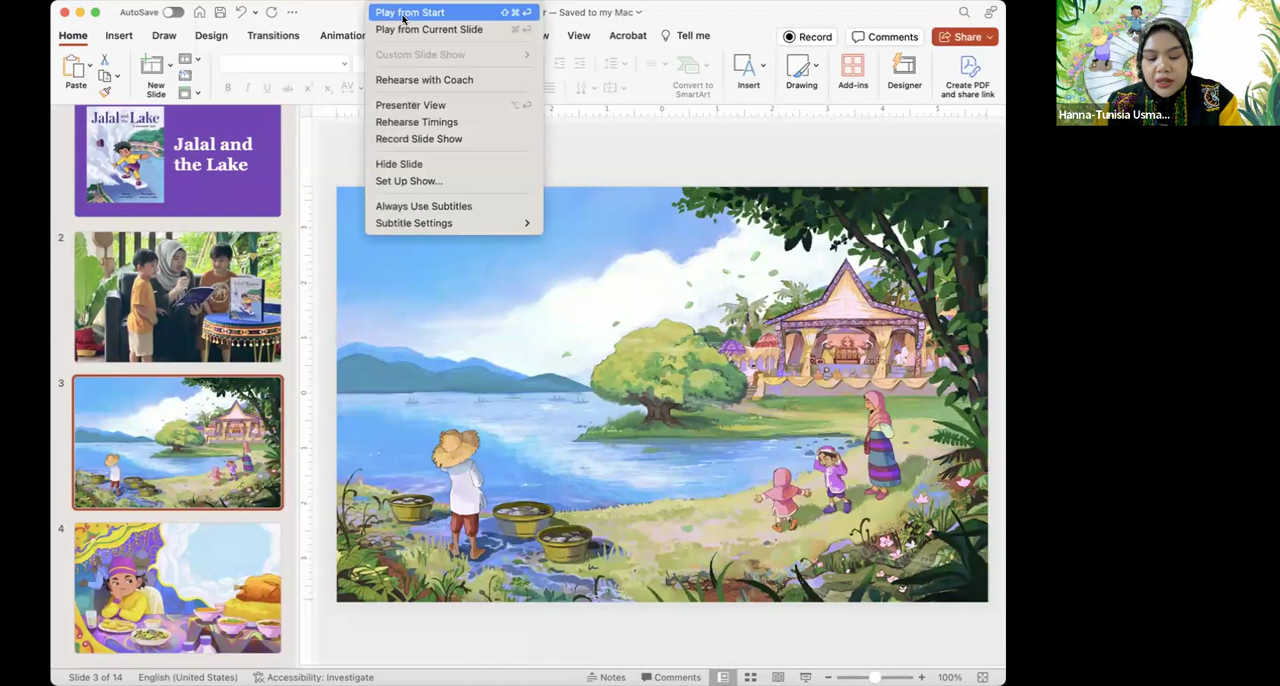 AutoSave
r — Saved to my Mac
Home Insert Draw Design Transitions Animation w View Acrobat Tell me
Record Comments Share
Paste
New
Slide
Convert to
SmartArt
Insert
Drawing
Add-ins
Designer
Create PDF
and share link
Play from Start ⇧⌘↩
Play from Current Slide ⌘↩
Custom Slide Show
Rehearse with Coach
Presenter View ⌥↩
Rehearse Timings
Record Slide Show
Hide Slide
Set Up Show...
Always Use Subtitles
Subtitle Settings
Jalal and the Lake
Jalal and
the Lake
2
3
4
Hanna-Tunisia Usma...
Slide 3 of 14 English (United States) Accessibility: Investigate Notes Comments 100%